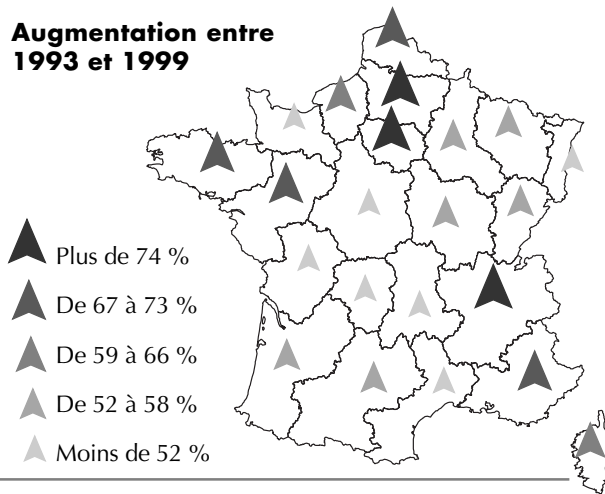 Augmentation entre
1993 et 1999
Plus de 74 %
De 67 à 73 %
De 59 à 66 %
De 52 à 58 %
Moins de 52 %